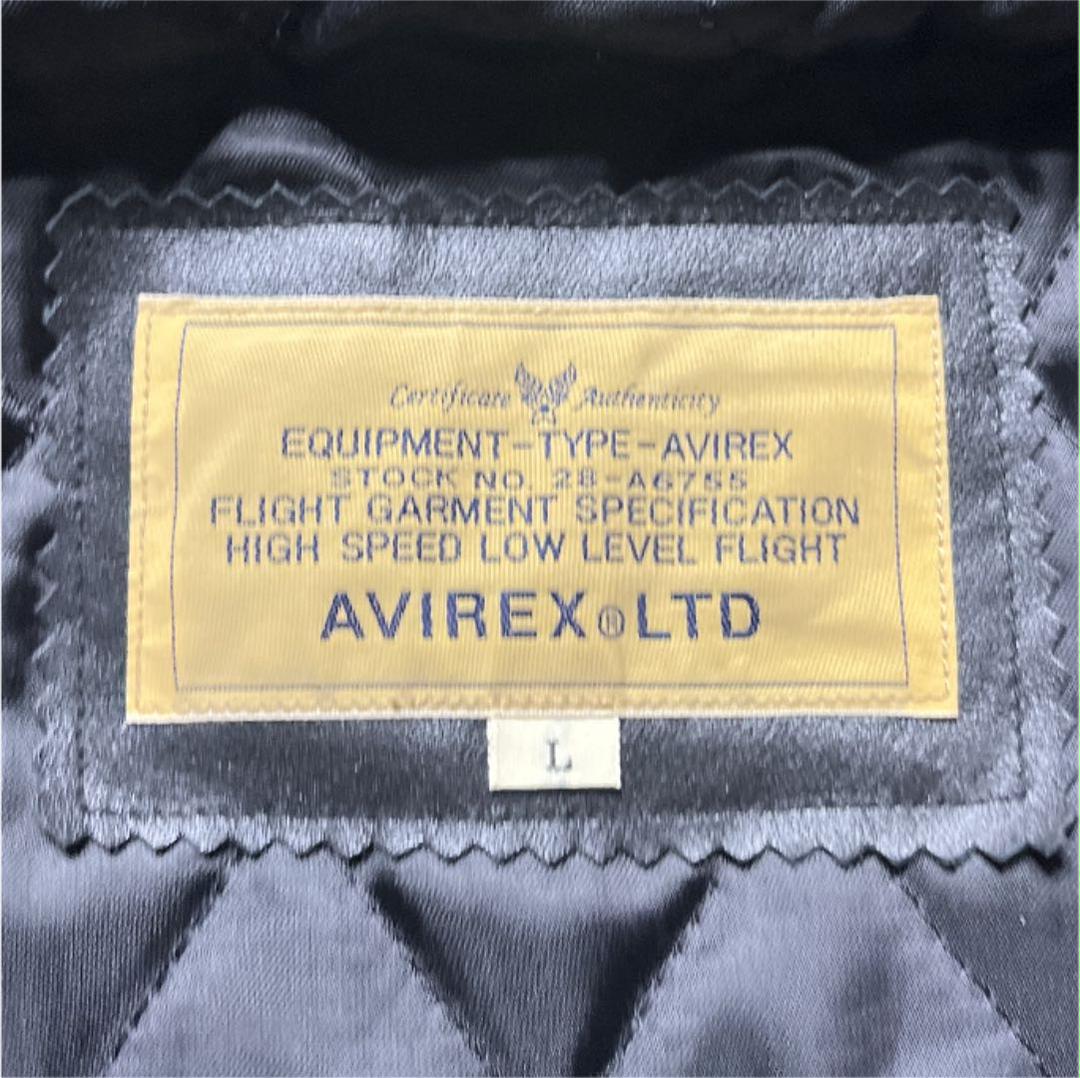 Certificate Authenticity
EQUIPMENT-TYPE-AVIREX
STOCK NO. 28-A6755
FLIGHT GARMENT SPECIFICATION
HIGH SPEED LOW LEVEL FLIGHT
AVIREX® LTD
L